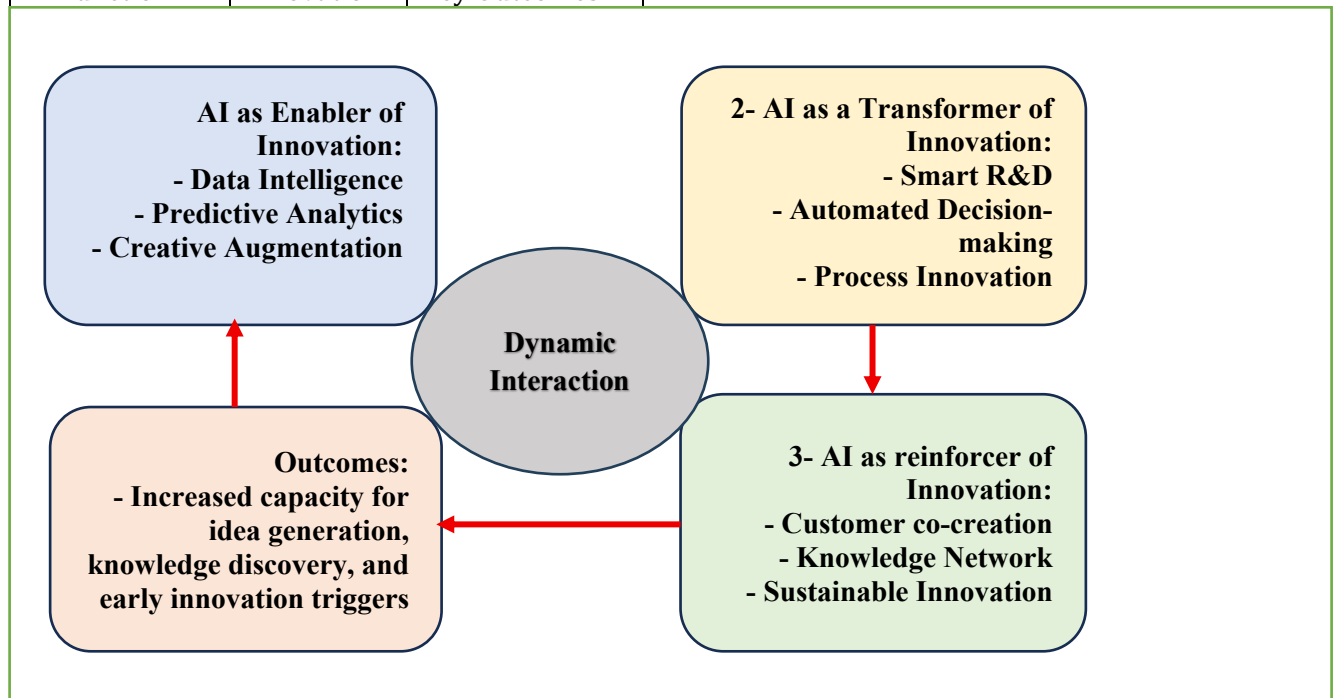 AI as Enabler of
Innovation:
- Data Intelligence
- Predictive Analytics
- Creative Augmentation
2- AI as a Transformer of
Innovation:
- Smart R&D
- Automated Decision-
making
- Process Innovation
Dynamic
Interaction
Outcomes:
- Increased capacity for
idea generation,
knowledge discovery, and
early innovation triggers
3- AI as reinforcer of
Innovation:
- Customer co-creation
- Knowledge Network
- Sustainable Innovation